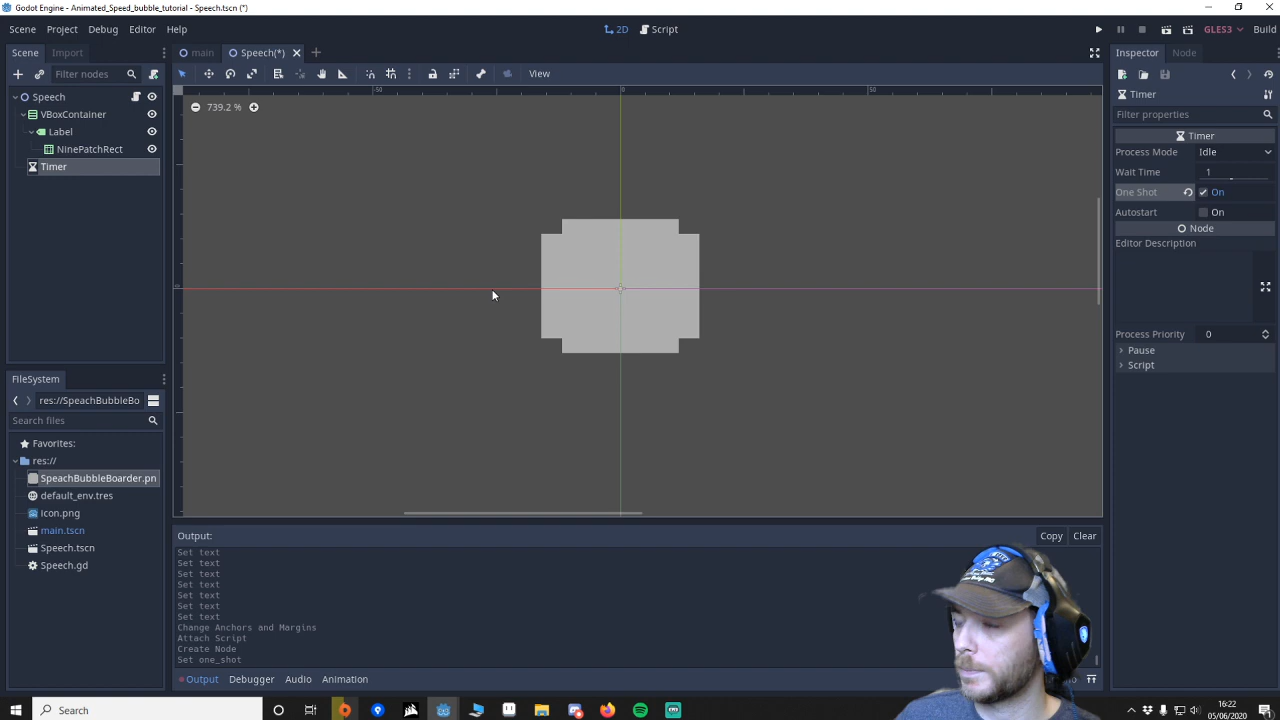 Godot Engine - Animated_Speed_bubble_tutorial - Speech.tscn (*)
Scene Project Debug Editor Help
2D Script
GLES3 Build
Scene Import
main Speech(*)
Inspector Node
Filter nodes
View
Speech
VBoxContainer
Label
NinePatchRect
Timer
-50 0 50
739.2 %
0
Timer
Filter properties
Timer
Process Mode Idle
Wait Time 1
One Shot On
Autostart On
Node
Editor Description
Process Priority 0
Pause
Script
FileSystem
res://SpeachBubbleBo
Search files
Favorites:
res://
SpeachBubbleBoarder.pn
default_env.tres
icon.png
main.tscn
Speech.tscn
Speech.gd
Output:
Copy Clear
Set text
Set text
Set text
Set text
Set text
Set text
Set text
Change Anchors and Margins
Attach Script
Create Node
Set one_shot
Output Debugger Audio Animation
Search
16:22
05/06/2020